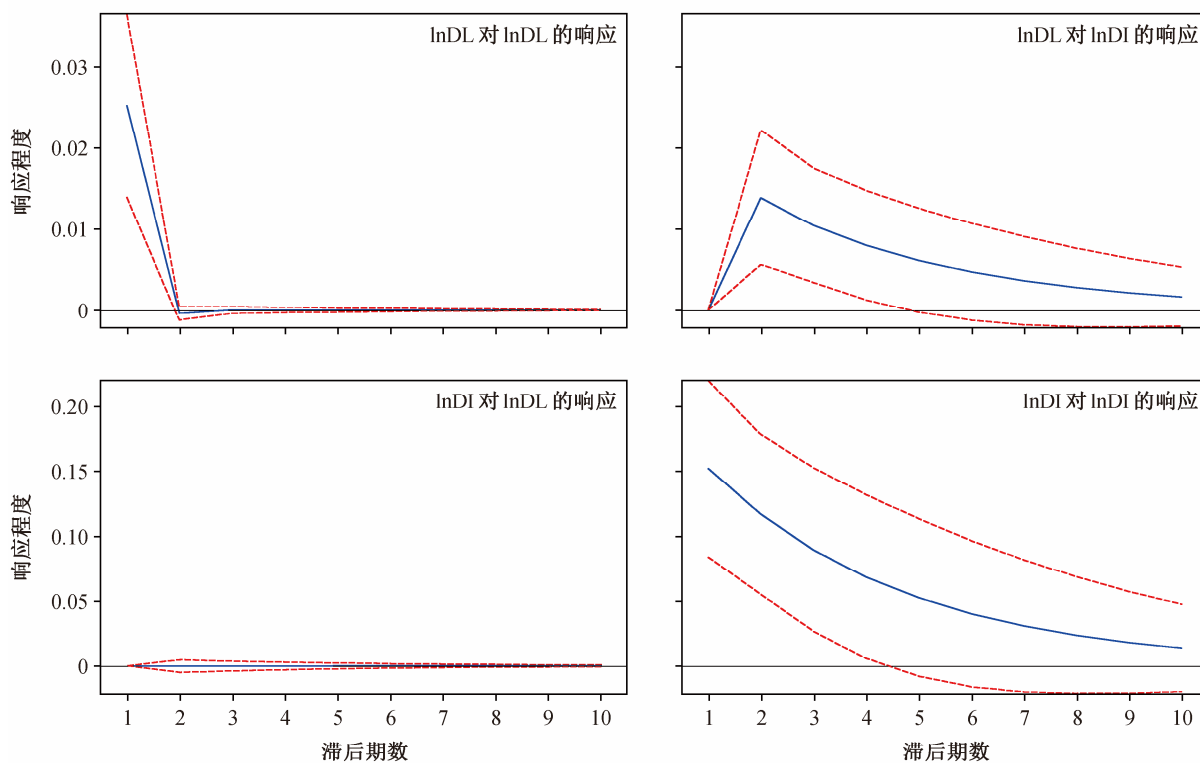 lnDL 对 lnDL 的响应
lnDL 对 lnDI 的响应
响应程度
0.03
0.02
0.01
0
lnDI 对 lnDL 的响应
lnDI 对 lnDI 的响应
响应程度
0.20
0.15
0.10
0.05
0
1 2 3 4 5 6 7 8 9 10
1 2 3 4 5 6 7 8 9 10
滞后期数
滞后期数